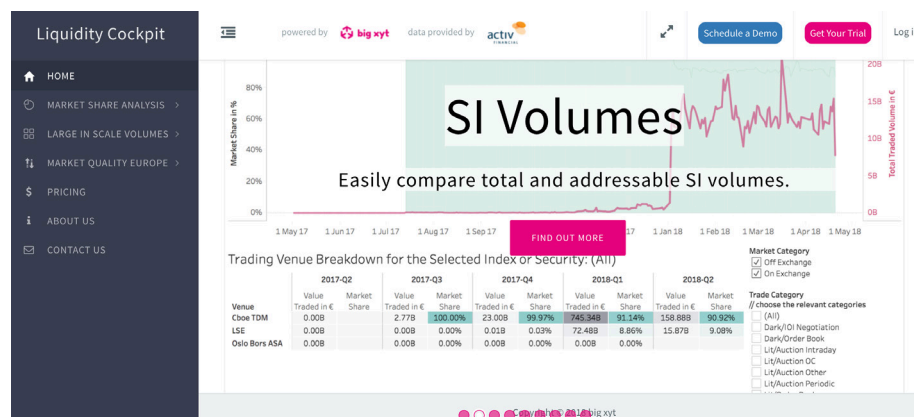 Liquidity Cockpit
powered by big xyt data provided by activ FINANCIAL
Schedule a Demo
Get Your Trial
Log i
HOME
MARKET SHARE ANALYSIS >
LARGE IN SCALE VOLUMES >
MARKET QUALITY EUROPE >
$ PRICING
ABOUT US
CONTACT US
Market Share in %
80%
60%
40%
20%
0%
20B
15B
10B
5B
0B
Total Traded Volume in €
SI Volumes
Easily compare total and addressable SI volumes.
1 May 17 1 Jun 17 1 Jul 17 1 Aug 17 1 Sep 17 17 1 Jan 18 1 Feb 18 1 Mar 18 1 Apr 18 1 May 18
FIND OUT MORE
Trading Venue Breakdown for the Selected Index or Security: (All)
2017-Q2 2017-Q3 2017-Q4 2018-Q1 2018-Q2
Value Market Value Market Value Market Value Market Value Market
Venue Traded in € Share Traded in € Share Traded in € Share Traded in € Share Traded in € Share
Cboe TDM 0.00B 2.77B 100.00% 23.00B 99.97% 745.34B 91.14% 158.88B 90.92%
LSE 0.00B 0.00B 0.00% 0.01B 0.03% 72.48B 8.86% 15.87B 9.08%
Oslo Bors ASA 0.00B 0.00B 0.00% 0.00B 0.00% 0.00B 0.00%
Market Category
Off Exchange
On Exchange
Trade Category
// choose the relevant categories
(All)
Dark/IOI Negotiation
Dark/Order Book
Lit/Auction Intraday
Lit/Auction OC
Lit/Auction Other
Lit/Auction Periodic
Copyright © 2018 big xyt